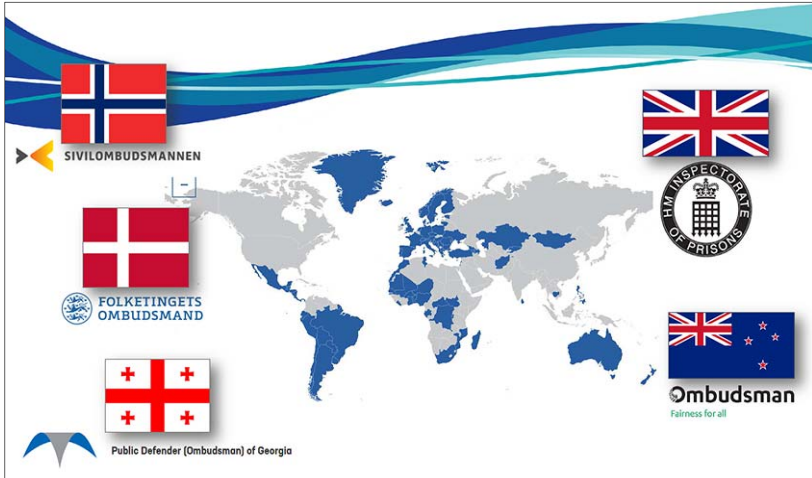 SIVILOMBUDSMANNEN
HM INSPECTORATE
OF PRISONS
FOLKETINGETS
OMBUDSMAND
Ombudsman
Fairness for all
Public Defender (Ombudsman) of Georgia